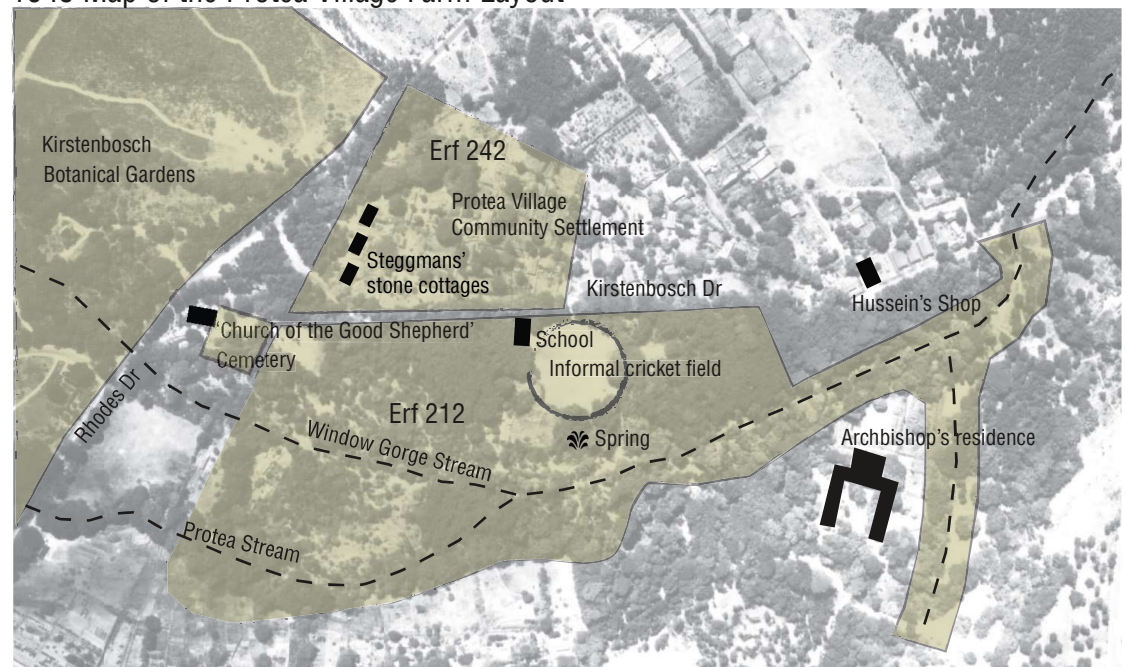 Map of the Protea Village Farm Layout
Kirstenbosch
Botanical Gardens
Erf 242
Protea Village
Community Settlement
Steggmans'
stone cottages
Kirstenbosch Dr
Hussein's Shop
'Church of the Good Shepherd'
Cemetery
School
Informal cricket field
Rhodes Dr
Erf 212
Window Gorge Stream
Spring
Archbishop's residence
Protea Stream